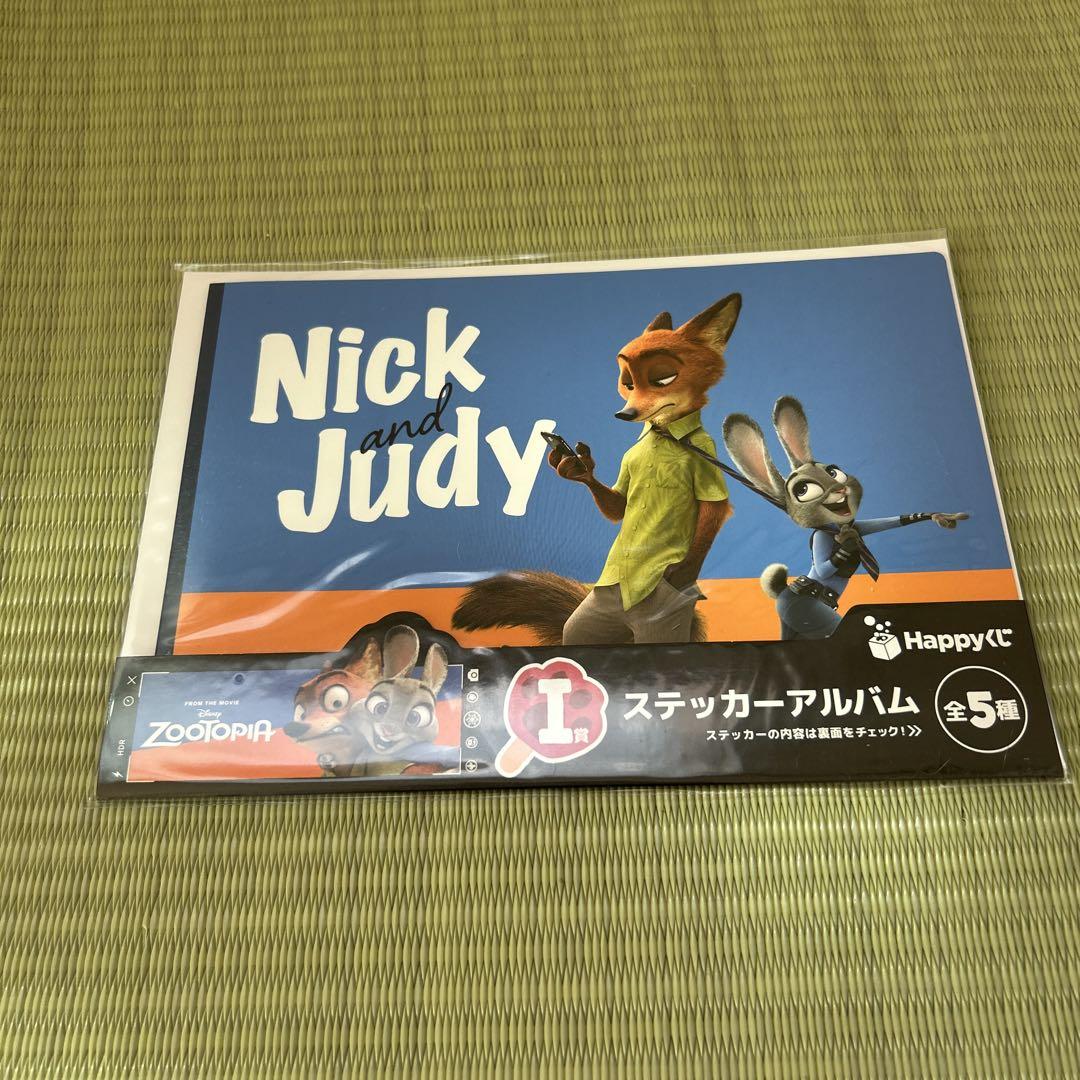 Nick
and
Judy
Happyくじ
FROM THE MOVIE
Disney
ZOOTOPIA
HDR
I賞
ステッカーアルバム
ステッカーの内容は裏面をチェック!
全5種